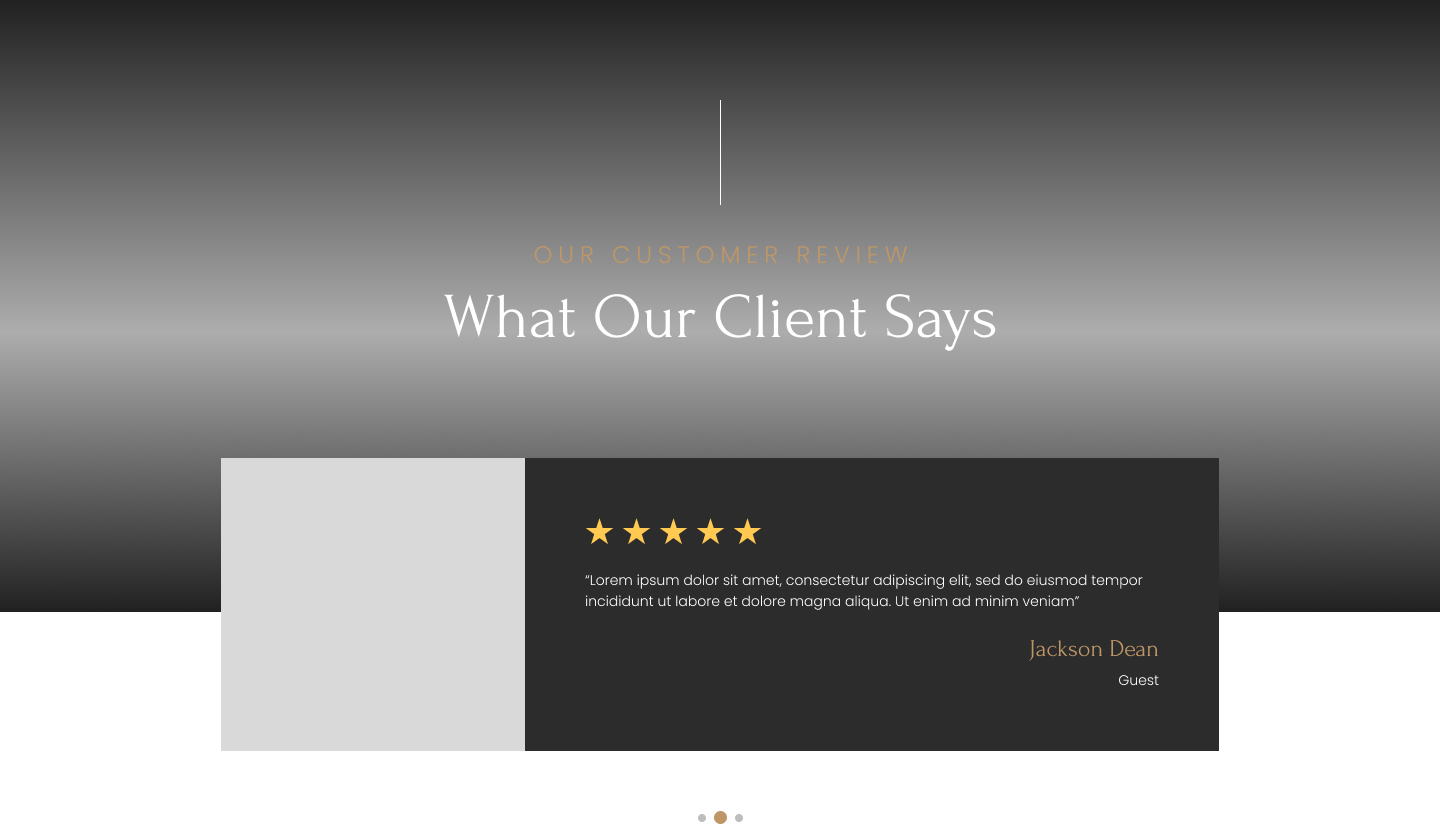 OUR CUSTOMER REVIEW
What Our Client Says
“Lorem ipsum dolor sit amet, consectetur adipiscing elit, sed do eiusmod tempor
incididunt ut labore et dolore magna aliqua. Ut enim ad minim veniam”
Jackson Dean
Guest